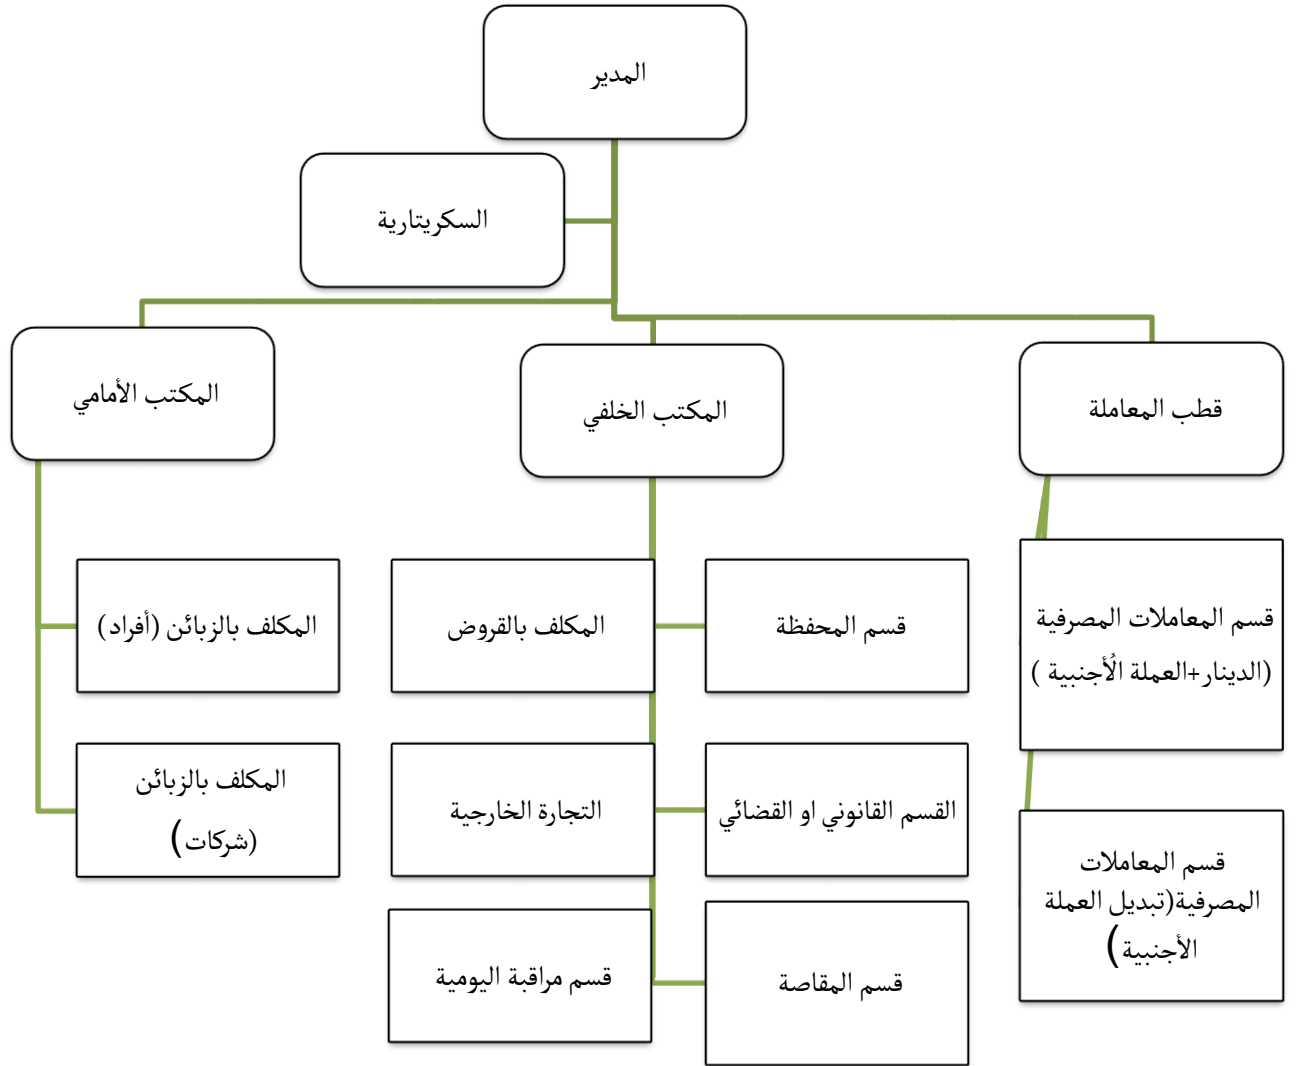 المدير
السكريتارية
قطب المعاملة
المكتب الخلفي
المكتب الأمامي
قسم المعاملات المصرفية
(الدينار+العملة الُأجنبية )
قسم المعاملات
المصرفية(تبديل العملة
الأجنبية)
قسم المحفظة
المكلف بالقروض
القسم القانوني او القضائي
التجارة الخارجية
قسم المقاصة
قسم مراقبة اليومية
المكلف بالزبائن (أفراد)
المكلف بالزبائن
(شركات)